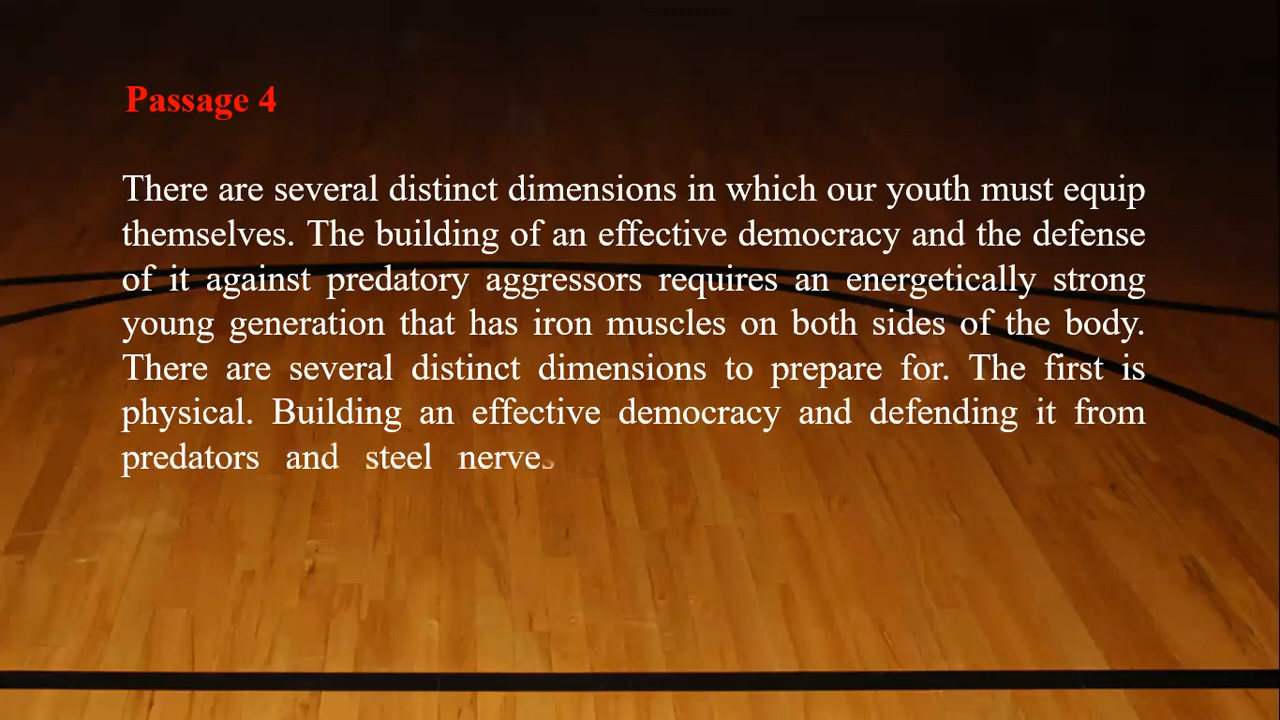 Passage 4
There are several distinct dimensions in which our youth must equip
themselves. The building of an effective democracy and the defense
of it against predatory aggressors requires an energetically strong
young generation that has iron muscles on both sides of the body.
There are several distinct dimensions to prepare for. The first is
physical. Building an effective democracy and defending it from
predators and steel nerves